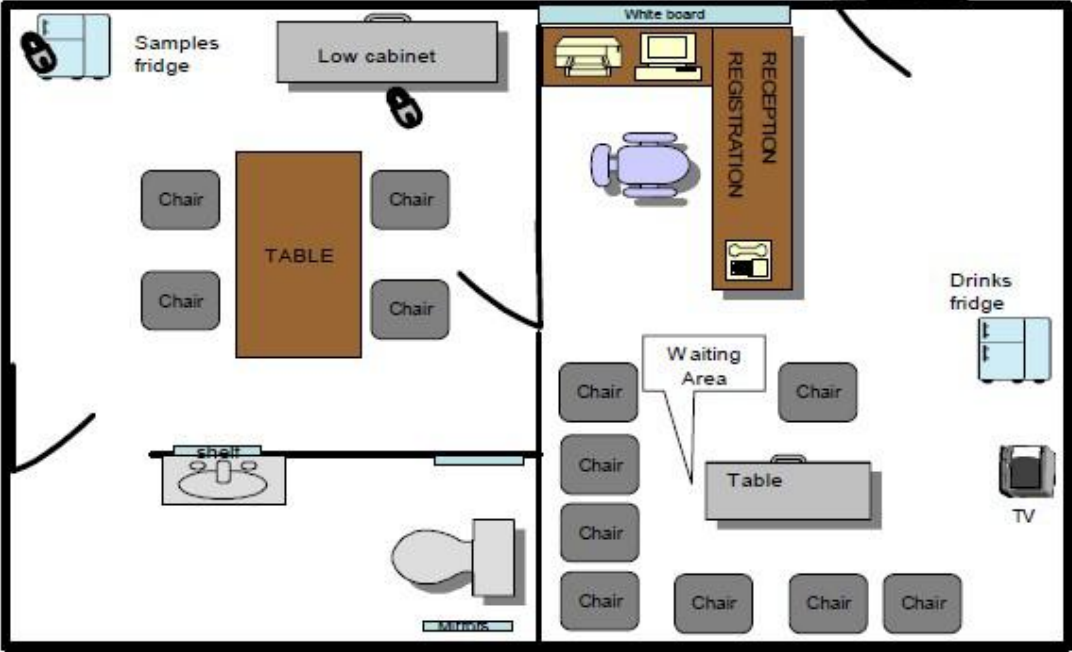 White board
Samples
fridge
Low cabinet
RECEPTION
REGISTRATION
Chair
Chair
TABLE
Chair
Chair
Drinks
fridge
Waiting
Area
Chair
Chair
shelf
Chair
Table
TV
Chair
Chair
Chair
Chair
Chair
Mirrors